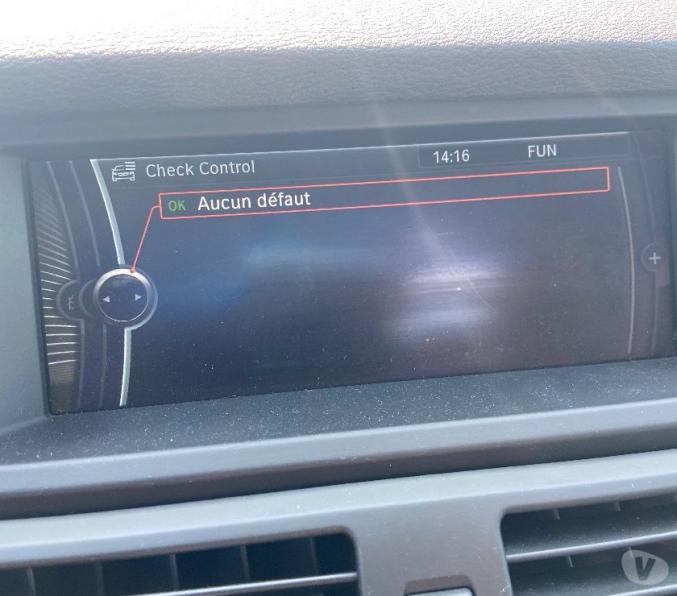 Check Control
14:16
FUN
OK Aucun défaut
E
+
V